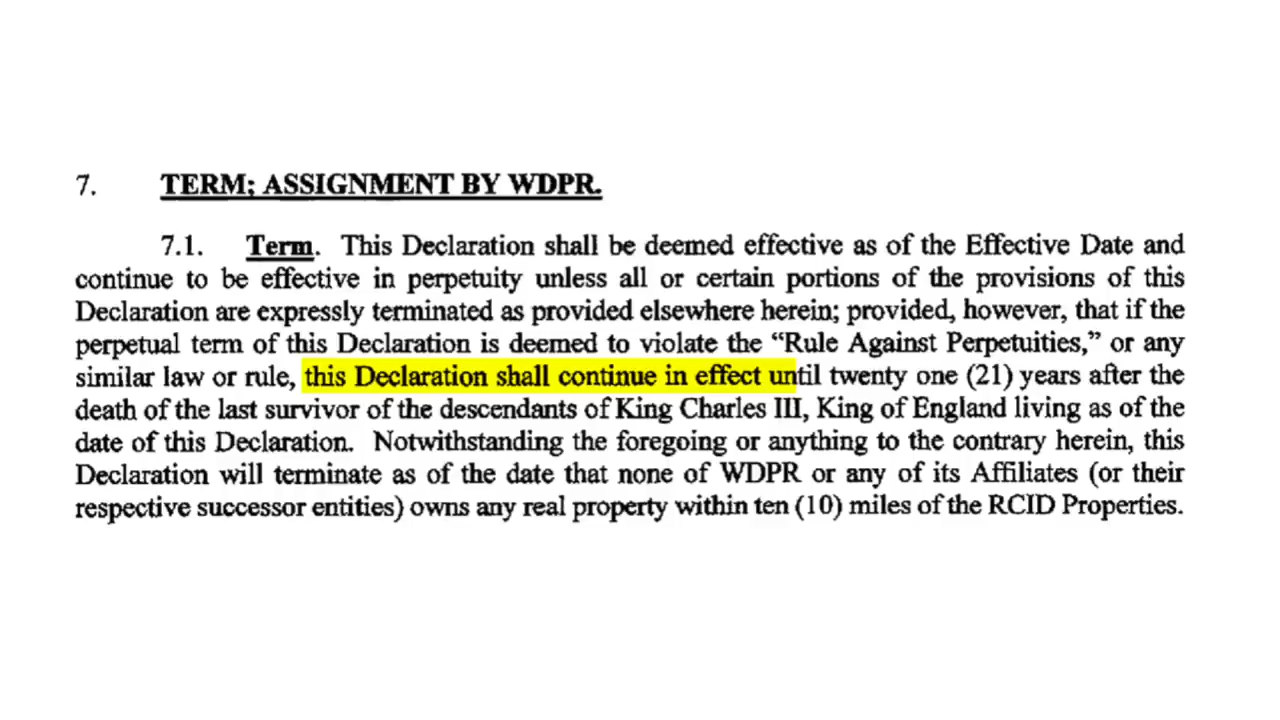 7. TERM; ASSIGNMENT BY WDPR.
7.1. Term. This Declaration shall be deemed effective as of the Effective Date and
continue to be effective in perpetuity unless all or certain portions of the provisions of this
Declaration are expressly terminated as provided elsewhere herein; provided, however, that if the
perpetual term of this Declaration is deemed to violate the “Rule Against Perpetuities,” or any
similar law or rule, this Declaration shall continue in effect until twenty one (21) years after the
death of the last survivor of the descendants of King Charles III, King of England living as of the
date of this Declaration. Notwithstanding the foregoing or anything to the contrary herein, this
Declaration will terminate as of the date that none of WDPR or any of its Affiliates (or their
respective successor entities) owns any real property within ten (10) miles of the RCID Properties.